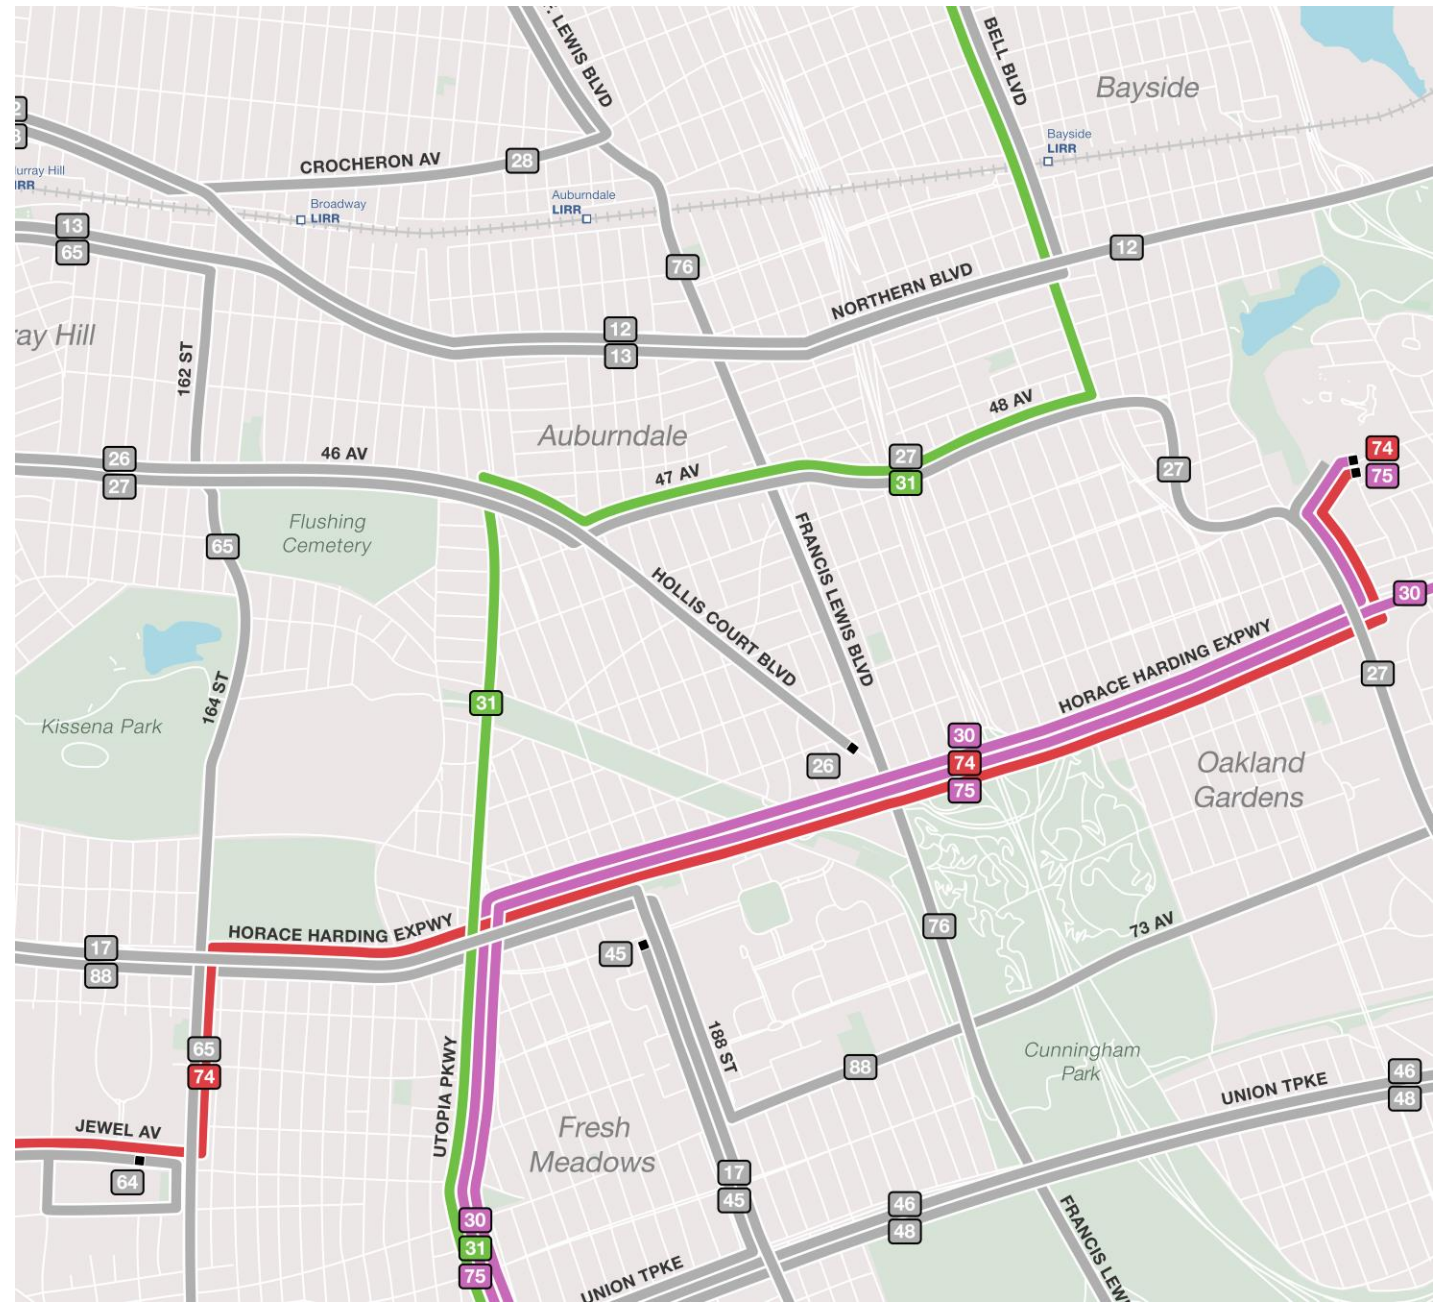 LEWIS BLVD
BELL BLVD
Bayside
Bayside
LIRR
CROCHERON AV
28
Murray Hill
LIRR
Broadway
LIRR
Auburndale
LIRR
13
65
76
12
NORTHERN BLVD
ray Hill
12
13
162 ST
26
27
46 AV
Auburndale
47 AV
27
31
48 AV
27
74
75
Flushing
Cemetery
65
HOLLIS COURT BLVD
FRANCIS LEWIS BLVD
30
HORACE HARDING EXPWY
27
164 ST
Kissena Park
31
26
30
74
75
Oakland
Gardens
17
88
HORACE HARDING EXPWY
45
76
73 AV
65
74
188 ST
88
Cunningham
Park
UTOPIA PKWY
JEWEL AV
64
Fresh
Meadows
17
45
46
48
UNION TPKE
46
48
30
31
75
UNION TPKE
FRANCIS LEW